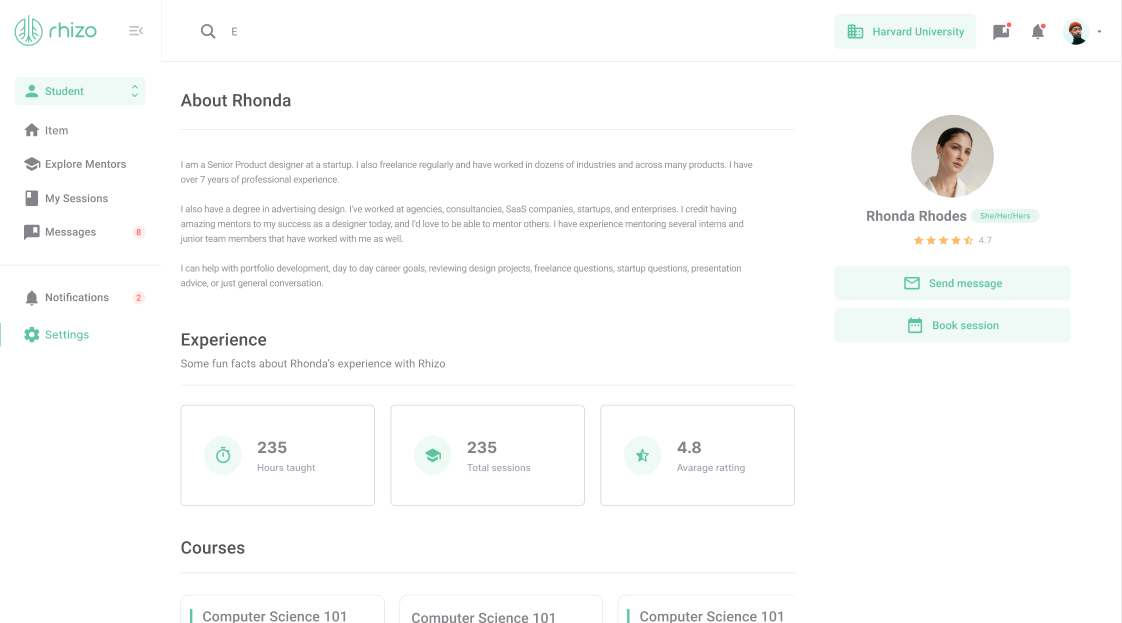 rhizo
E
Harvard University
Student
Item
Explore Mentors
My Sessions
Messages 8
Notifications 2
Settings
About Rhonda
I am a Senior Product designer at a startup. I also freelance regularly and have worked in dozens of industries and across many products. I have
over 7 years of professional experience.
I also have a degree in advertising design. I've worked at agencies, consultancies, SaaS companies, startups, and enterprises. I credit having
amazing mentors to my success as a designer today, and I'd love to be able to mentor others. I have experience mentoring several interns and
junior team members that have worked with me as well.
I can help with portfolio development, day to day career goals, reviewing design projects, freelance questions, startup questions, presentation
advice, or just general conversation.
Experience
Some fun facts about Rhonda's experience with Rhizo
235
Hours taught
235
Total sessions
4.8
Avarage ratting
Courses
Computer Science 101
Computer Science 101
Computer Science 101
Rhonda Rhodes She/Her/Hers
4.7
Send message
Book session